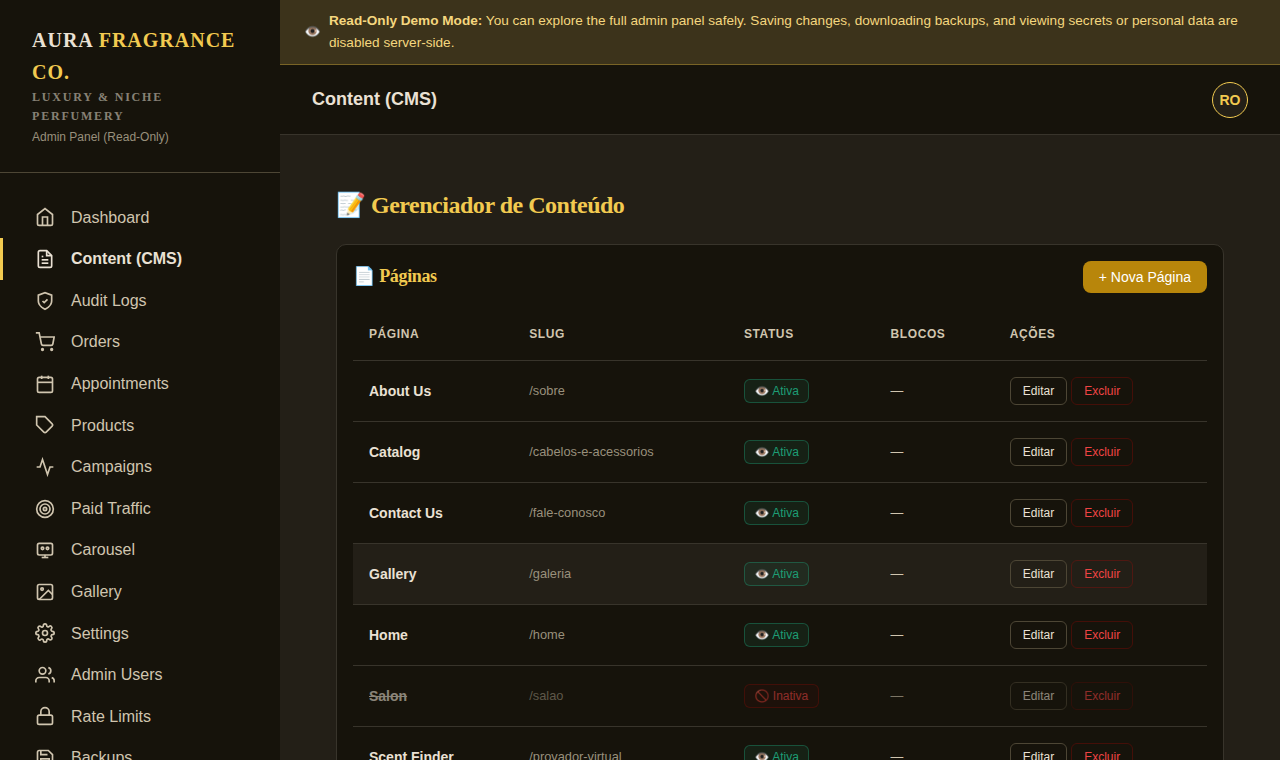 AURA FRAGRANCE CO.
LUXURY & NICHE PERFUMERY
Admin Panel (Read-Only)
Dashboard
Content (CMS)
Audit Logs
Orders
Appointments
Products
Campaigns
Paid Traffic
Carousel
Gallery
Settings
Admin Users
Rate Limits
Backups
Read-Only Demo Mode: You can explore the full admin panel safely. Saving changes, downloading backups, and viewing secrets or personal data are
disabled server-side.
Content (CMS)
RO
Gerenciador de Conteúdo
Páginas
+ Nova Página
PÁGINA SLUG STATUS BLOCOS AÇÕES
About Us /sobre Ativa — Editar Excluir
Catalog /cabelos-e-acessorios Ativa — Editar Excluir
Contact Us /fale-conosco Ativa — Editar Excluir
Gallery /galeria Ativa — Editar Excluir
Home /home Ativa — Editar Excluir
Salon /salao Inativa — Editar Excluir
Scent Finder /provador-virtual Ativa — Editar Excluir